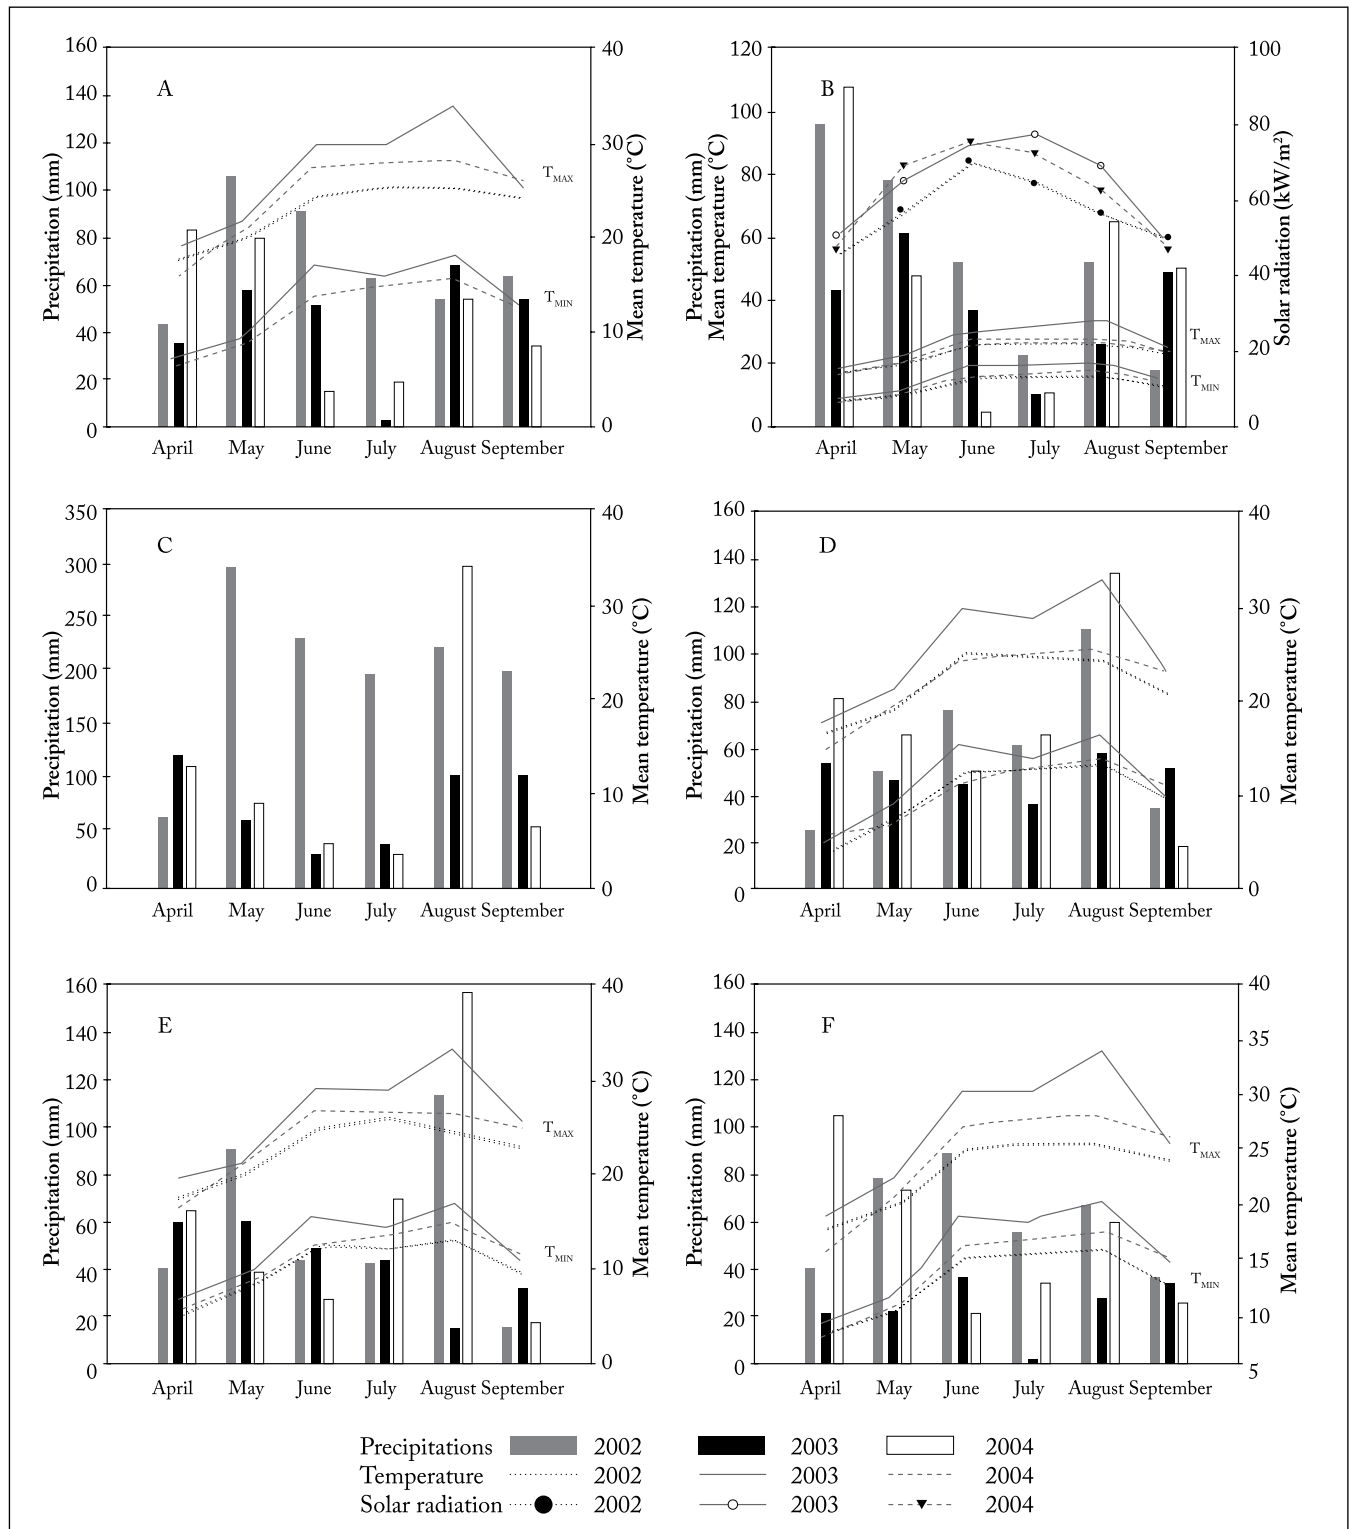 A
Precipitation (mm)
160
140
120
100
80
60
40
20
0
Mean temperature (°C)
40
30
20
10
0
TMAX
TMIN
April May June July August September
B
Precipitation (mm)
Mean temperature (°C)
120
100
80
60
40
20
0
Solar radiation (kW/m²)
100
80
60
40
20
0
TMAX
TMIN
April May June July August September
C
Precipitation (mm)
350
300
250
200
150
100
50
0
Mean temperature (°C)
40
30
20
10
0
April May June July August September
D
Precipitation (mm)
160
140
120
100
80
60
40
20
0
Mean temperature (°C)
40
30
20
10
0
April May June July August September
E
Precipitation (mm)
160
140
120
100
80
60
40
20
0
Mean temperature (°C)
40
30
20
10
0
TMAX
TMIN
April May June July August September
F
Precipitation (mm)
160
140
120
100
80
60
40
20
0
Mean temperature (°C)
40
35
30
25
20
15
10
5
TMAX
TMIN
April May June July August September
Precipitations 2002 2003 2004
Temperature 2002 2003 2004
Solar radiation 2002 2003 2004